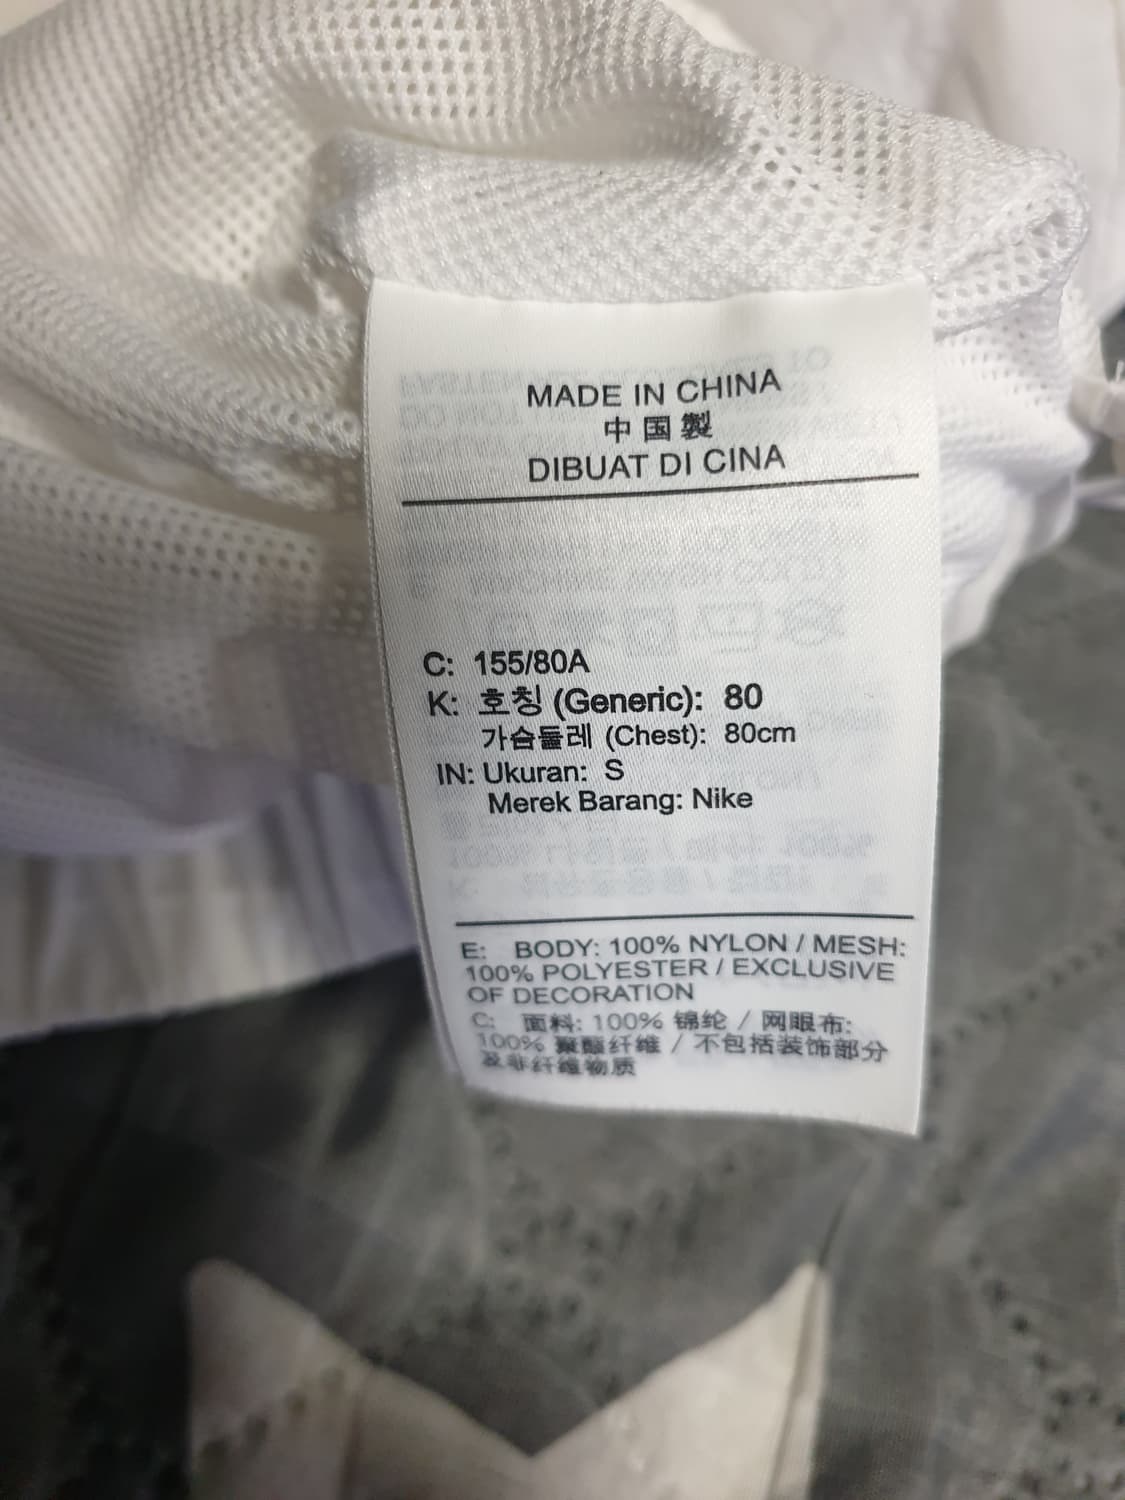 MADE IN CHINA
中国製
DIBUAT DI CINA
C: 155/80A
K: 호칭 (Generic): 80
가슴둘레 (Chest): 80cm
IN: Ukuran: S
Merek Barang: Nike
E: BODY: 100% NYLON / MESH:
100% POLYESTER / EXCLUSIVE
OF DECORATION
C: 面料: 100% 锦纶 / 网眼布:
100% 聚酯纤维 / 不包括装饰部分
及非纤维物质